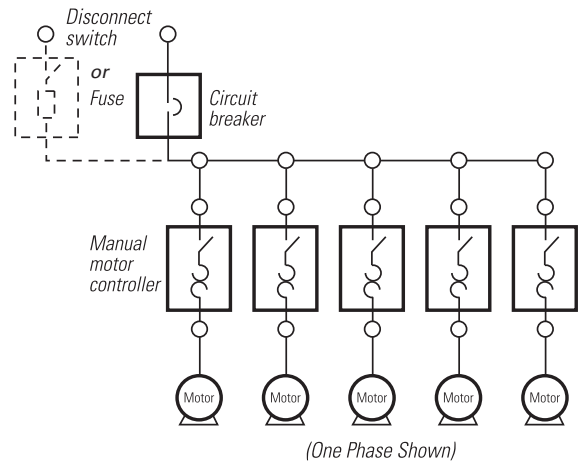 Disconnect
switch
or
Fuse
Circuit
breaker
Manual
motor
controller
Motor
Motor
Motor
Motor
Motor
(One Phase Shown)